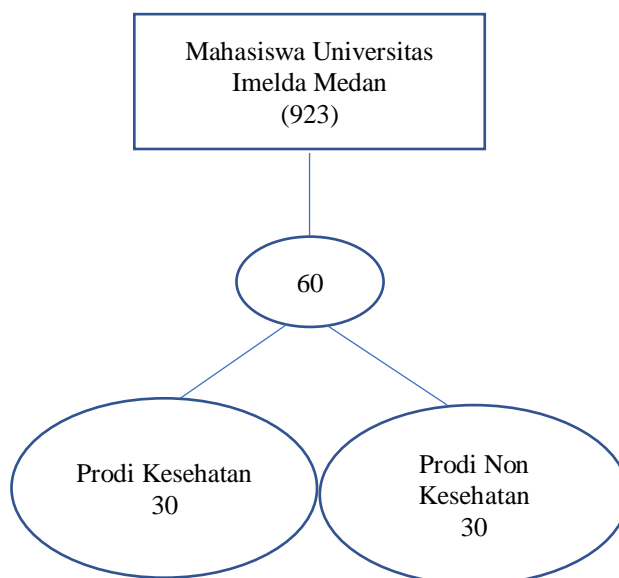 Mahasiswa Universitas
Imelda Medan
(923)
60
Prodi Kesehatan
30
Prodi Non
Kesehatan
30